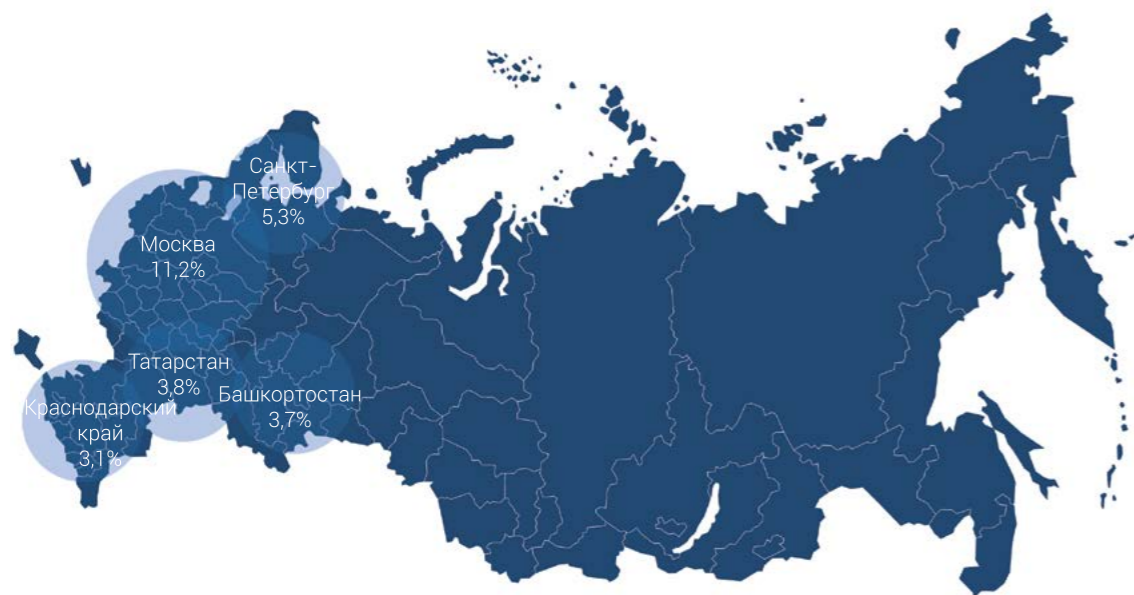 Санкт-
Петербург
5,3%
Москва
11,2%
Татарстан
3,8%
Башкортостан
3,7%
Краснодарский
край
3,1%